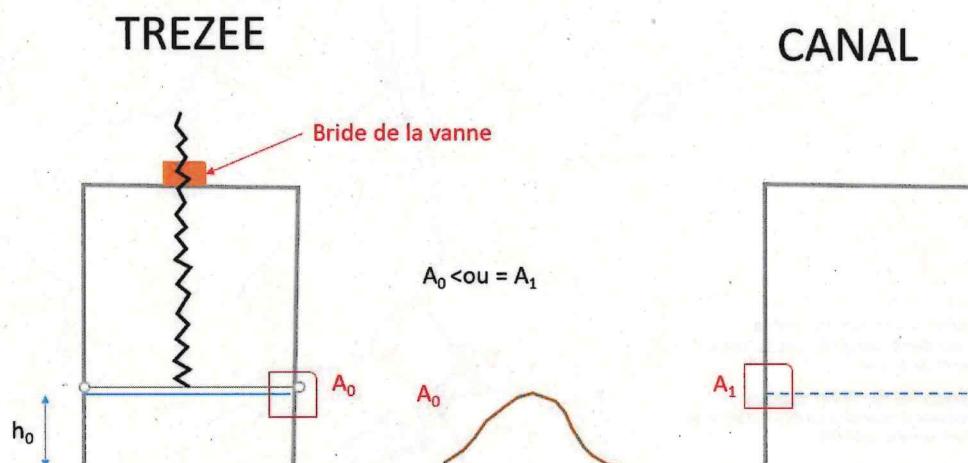 TREZEE
CANAL
Bride de la vanne
A₀ <ou = A₁
A₀
A₀
A₁
h₀